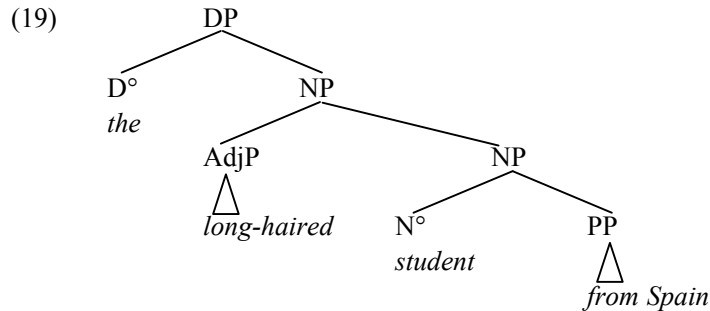 (19) DP
D° NP
the
AdjP NP
long-haired N° PP
student
from Spain